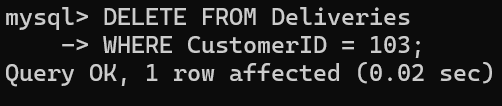 mysql> DELETE FROM Deliveries
    -> WHERE CustomerID = 103;
Query OK, 1 row affected (0.02 sec)